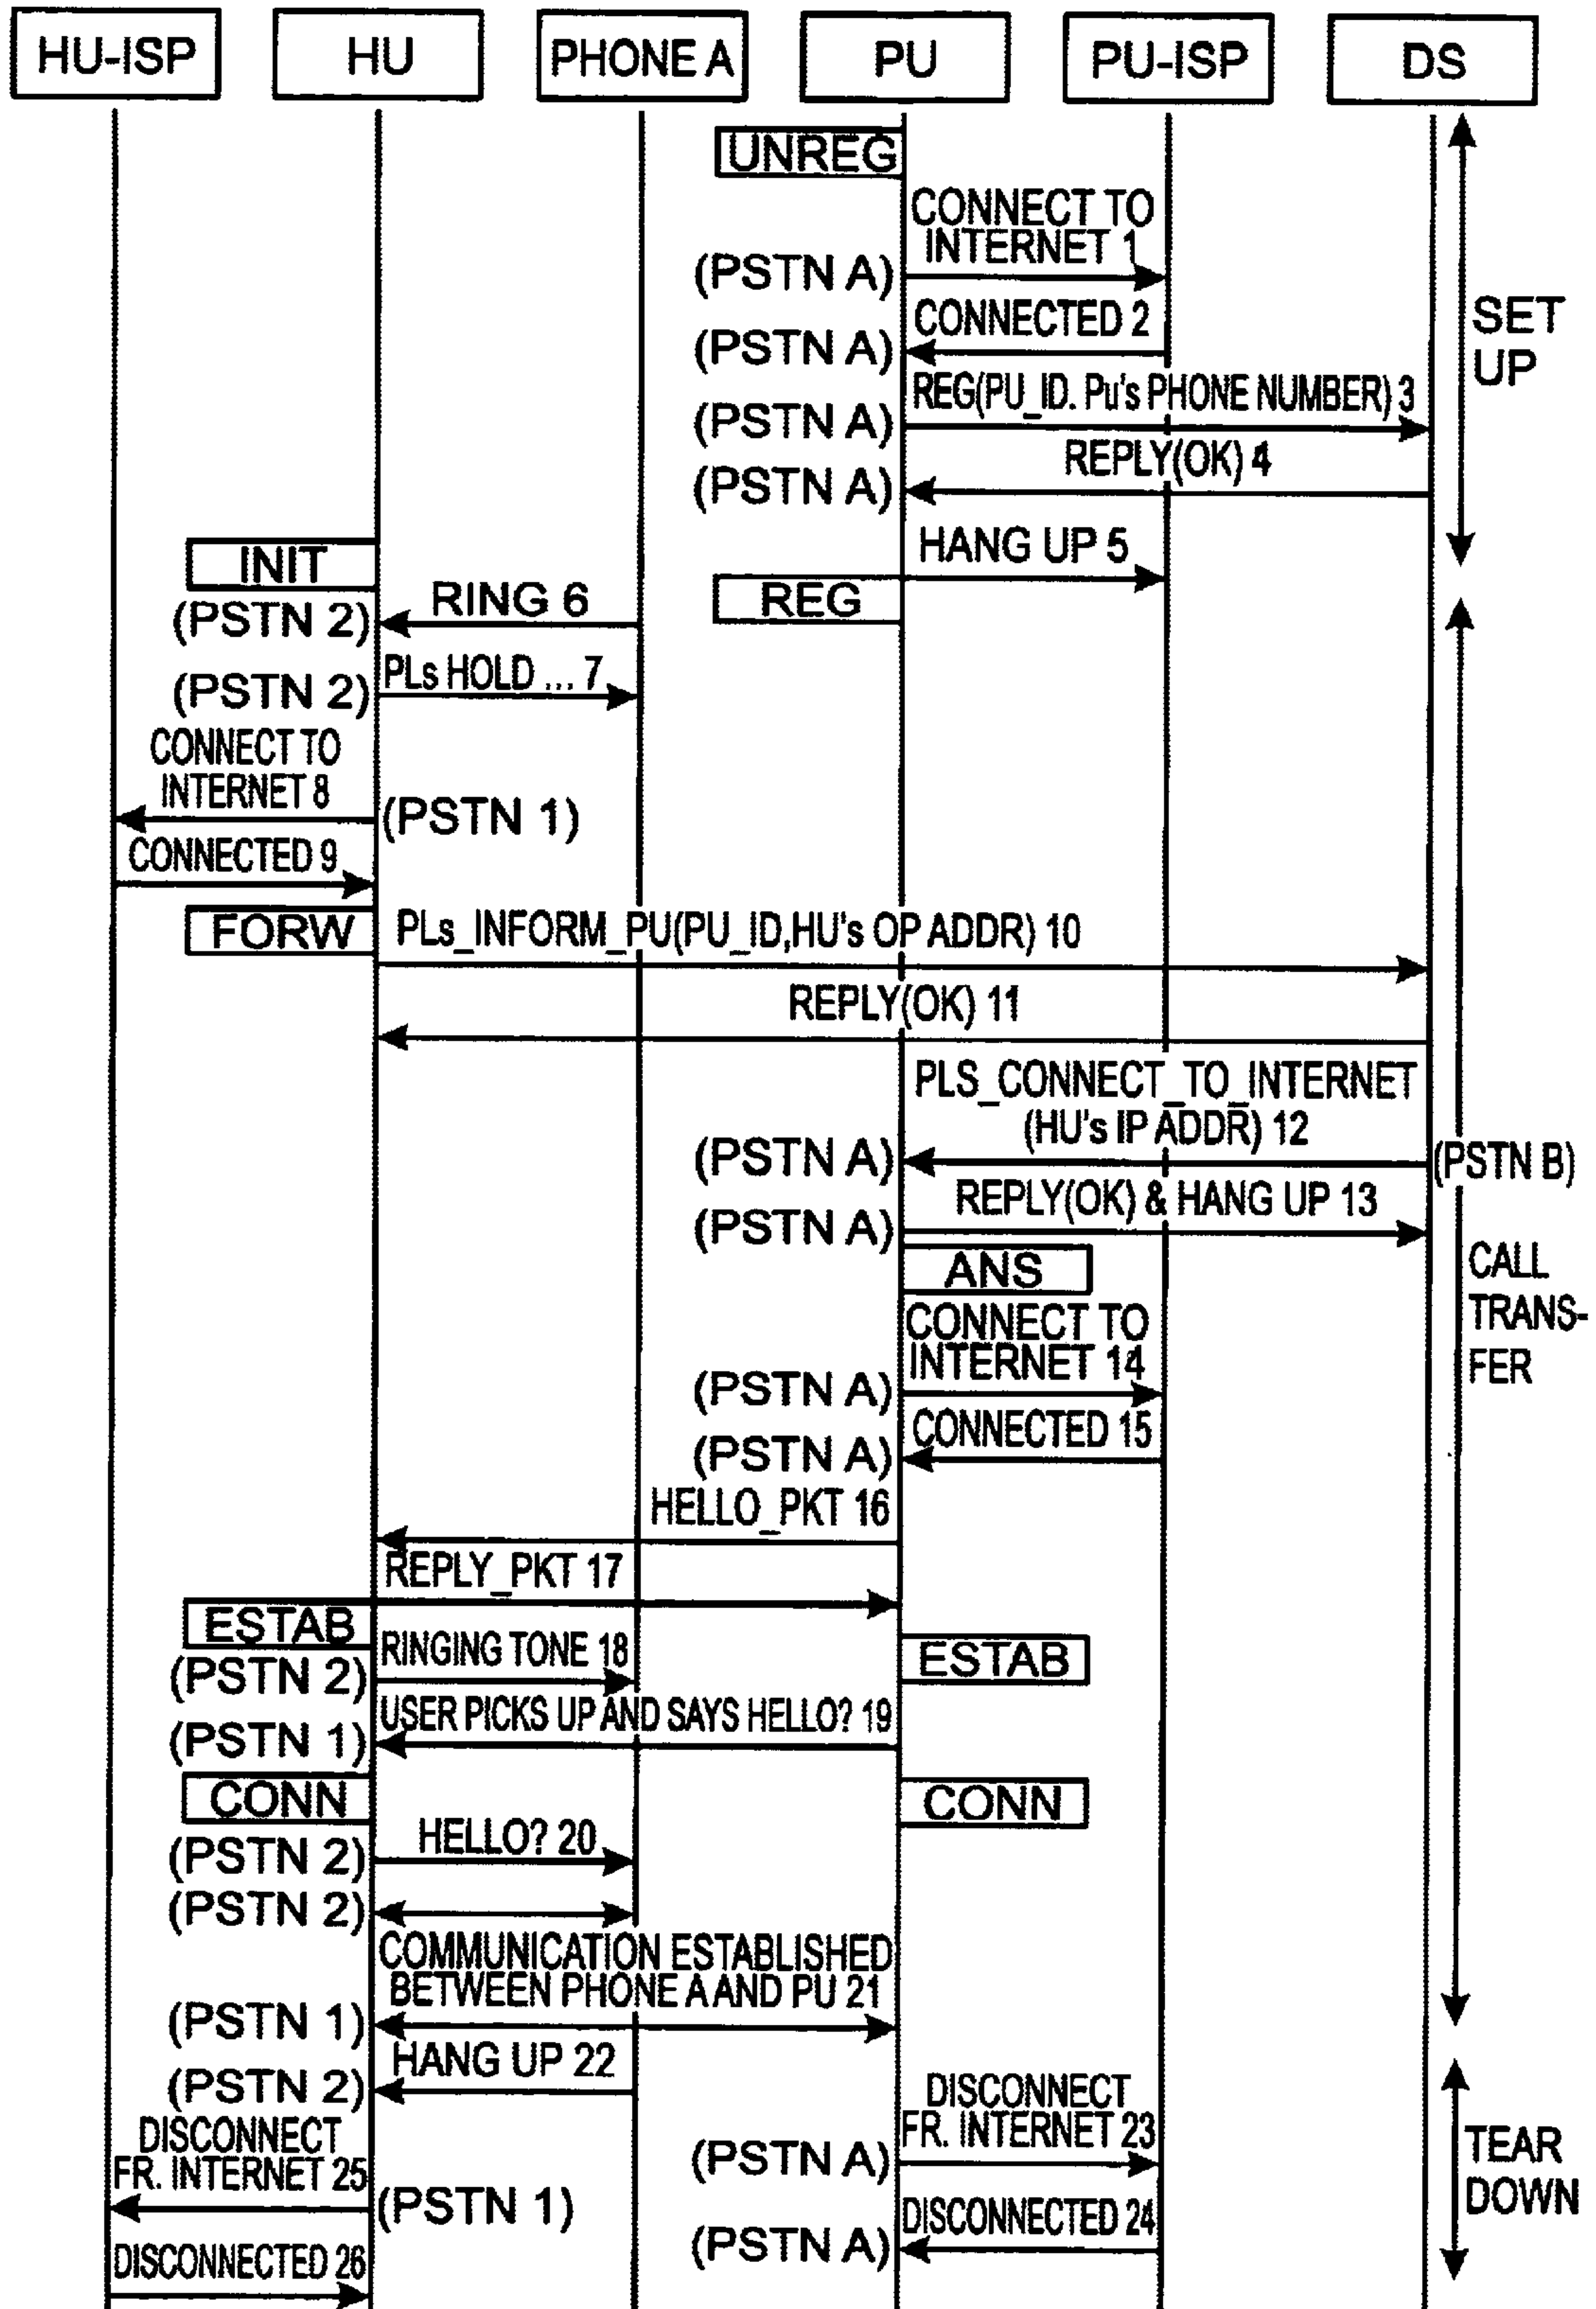 HU-ISP
HU
PHONE A
PU
PU-ISP
DS
UNREG
CONNECT TO
INTERNET 1
(PSTN A)
CONNECTED 2
(PSTN A)
SET
UP
REG(PU_ID. Pu's PHONE NUMBER) 3
(PSTN A)
REPLY(OK) 4
(PSTN A)
HANG UP 5
INIT
REG
RING 6
(PSTN 2)
PLs HOLD ... 7
(PSTN 2)
CONNECT TO
INTERNET 8
(PSTN 1)
CONNECTED 9
FORW
PLs_INFORM_PU(PU_ID,HU's OP ADDR) 10
REPLY(OK) 11
PLS_CONNECT_TO_INTERNET
(HU's IP ADDR) 12
(PSTN A)
(PSTN B)
REPLY(OK) & HANG UP 13
(PSTN A)
ANS
CALL
TRANS-
FER
CONNECT TO
INTERNET 14
(PSTN A)
CONNECTED 15
(PSTN A)
HELLO_PKT 16
REPLY_PKT 17
ESTAB
RINGING TONE 18
ESTAB
(PSTN 2)
USER PICKS UP AND SAYS HELLO? 19
(PSTN 1)
CONN
CONN
HELLO? 20
(PSTN 2)
(PSTN 2)
COMMUNICATION ESTABLISHED
BETWEEN PHONE A AND PU 21
(PSTN 1)
HANG UP 22
(PSTN 2)
DISCONNECT
FR. INTERNET 23
(PSTN A)
TEAR
DOWN
DISCONNECT
FR. INTERNET 25
(PSTN 1)
DISCONNECTED 24
(PSTN A)
DISCONNECTED 26